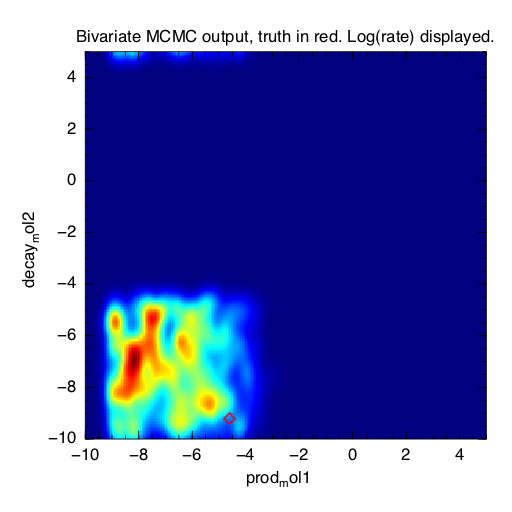 Bivariate MCMC output, truth in red. Log(rate) displayed.
4
2
0
−2
−4
−6
−8
−10
decay_mol2
−10 −8 −6 −4 −2 0 2 4
prod_mol1